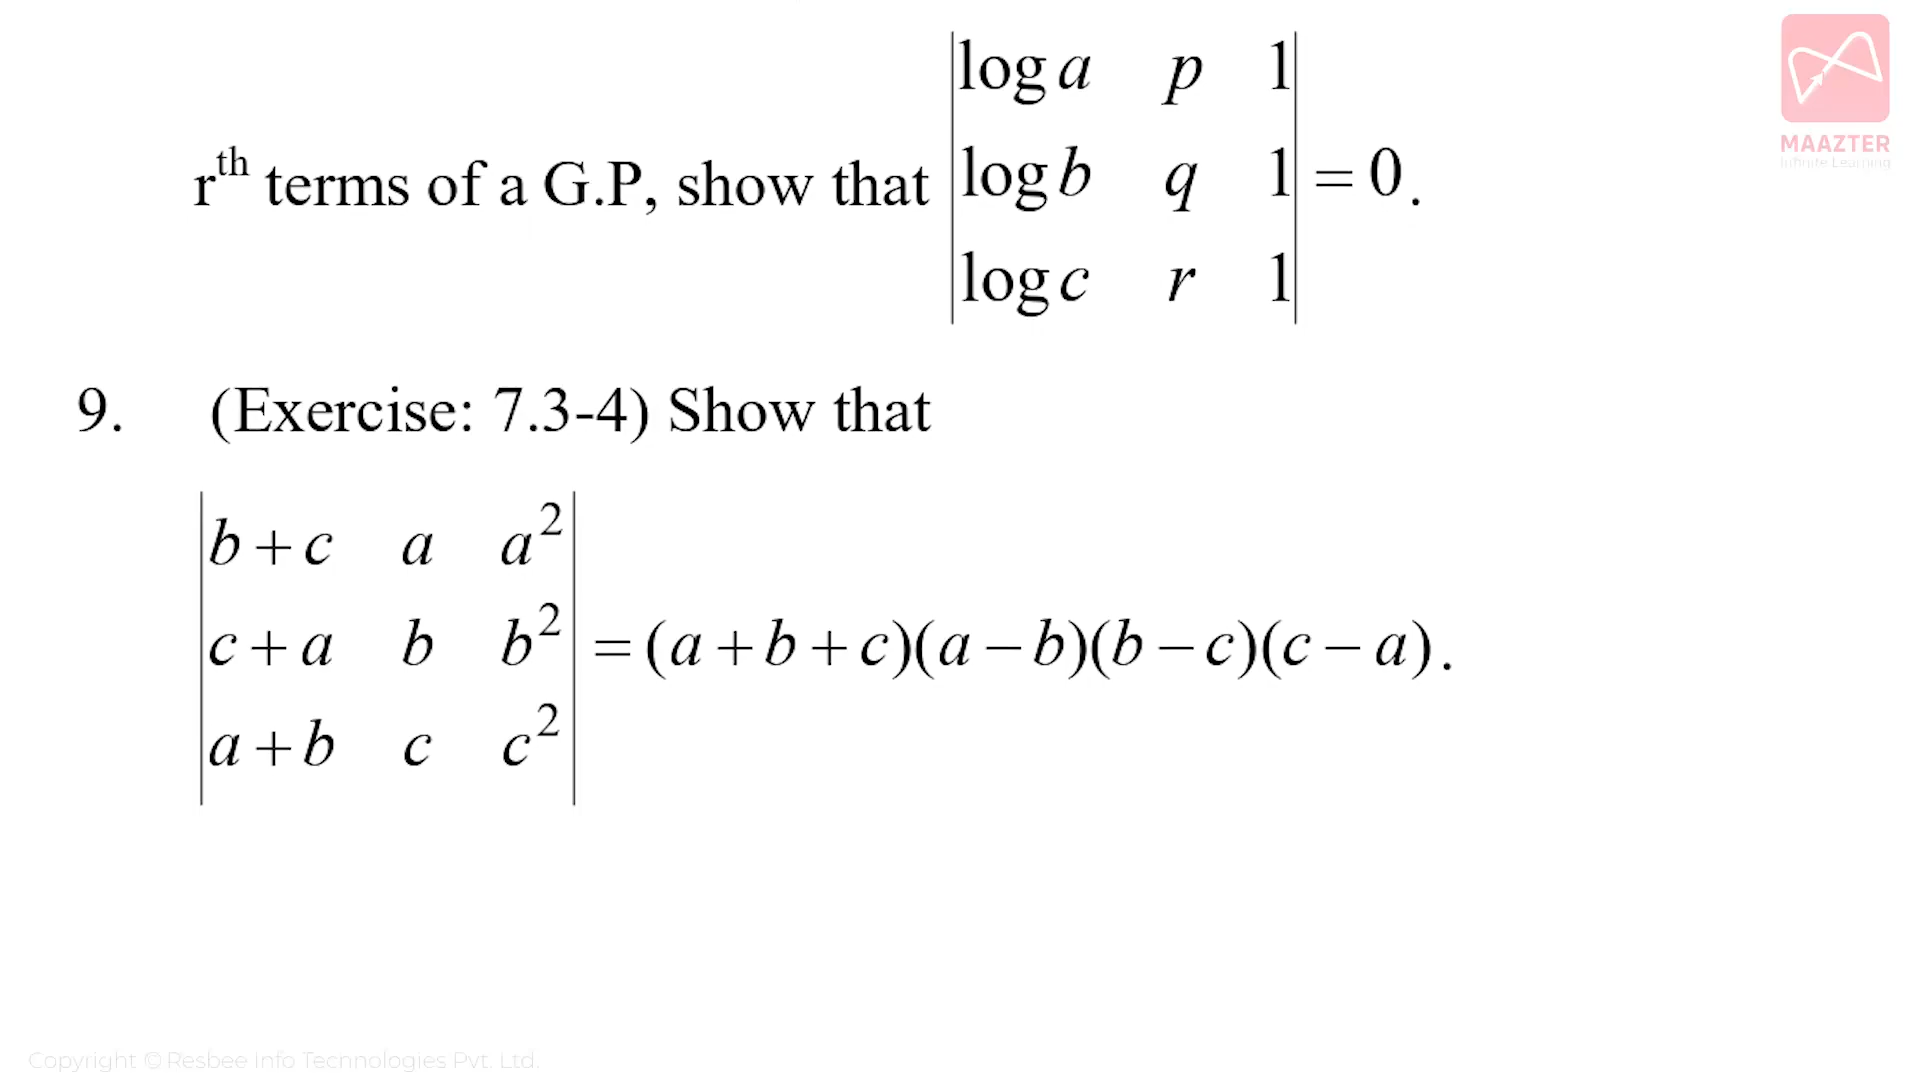 rᵗʰ terms of a G.P, show that | log a p 1 | = 0.
| log b q 1 |
| log c r 1 |
9. (Exercise: 7.3-4) Show that
| b + c a a² |
| c + a b b² | = (a + b + c)(a − b)(b − c)(c − a).
| a + b c c² |
MAAZTER
Infinite Learning
Copyright © Resbee Info Technologies Pvt. Ltd.